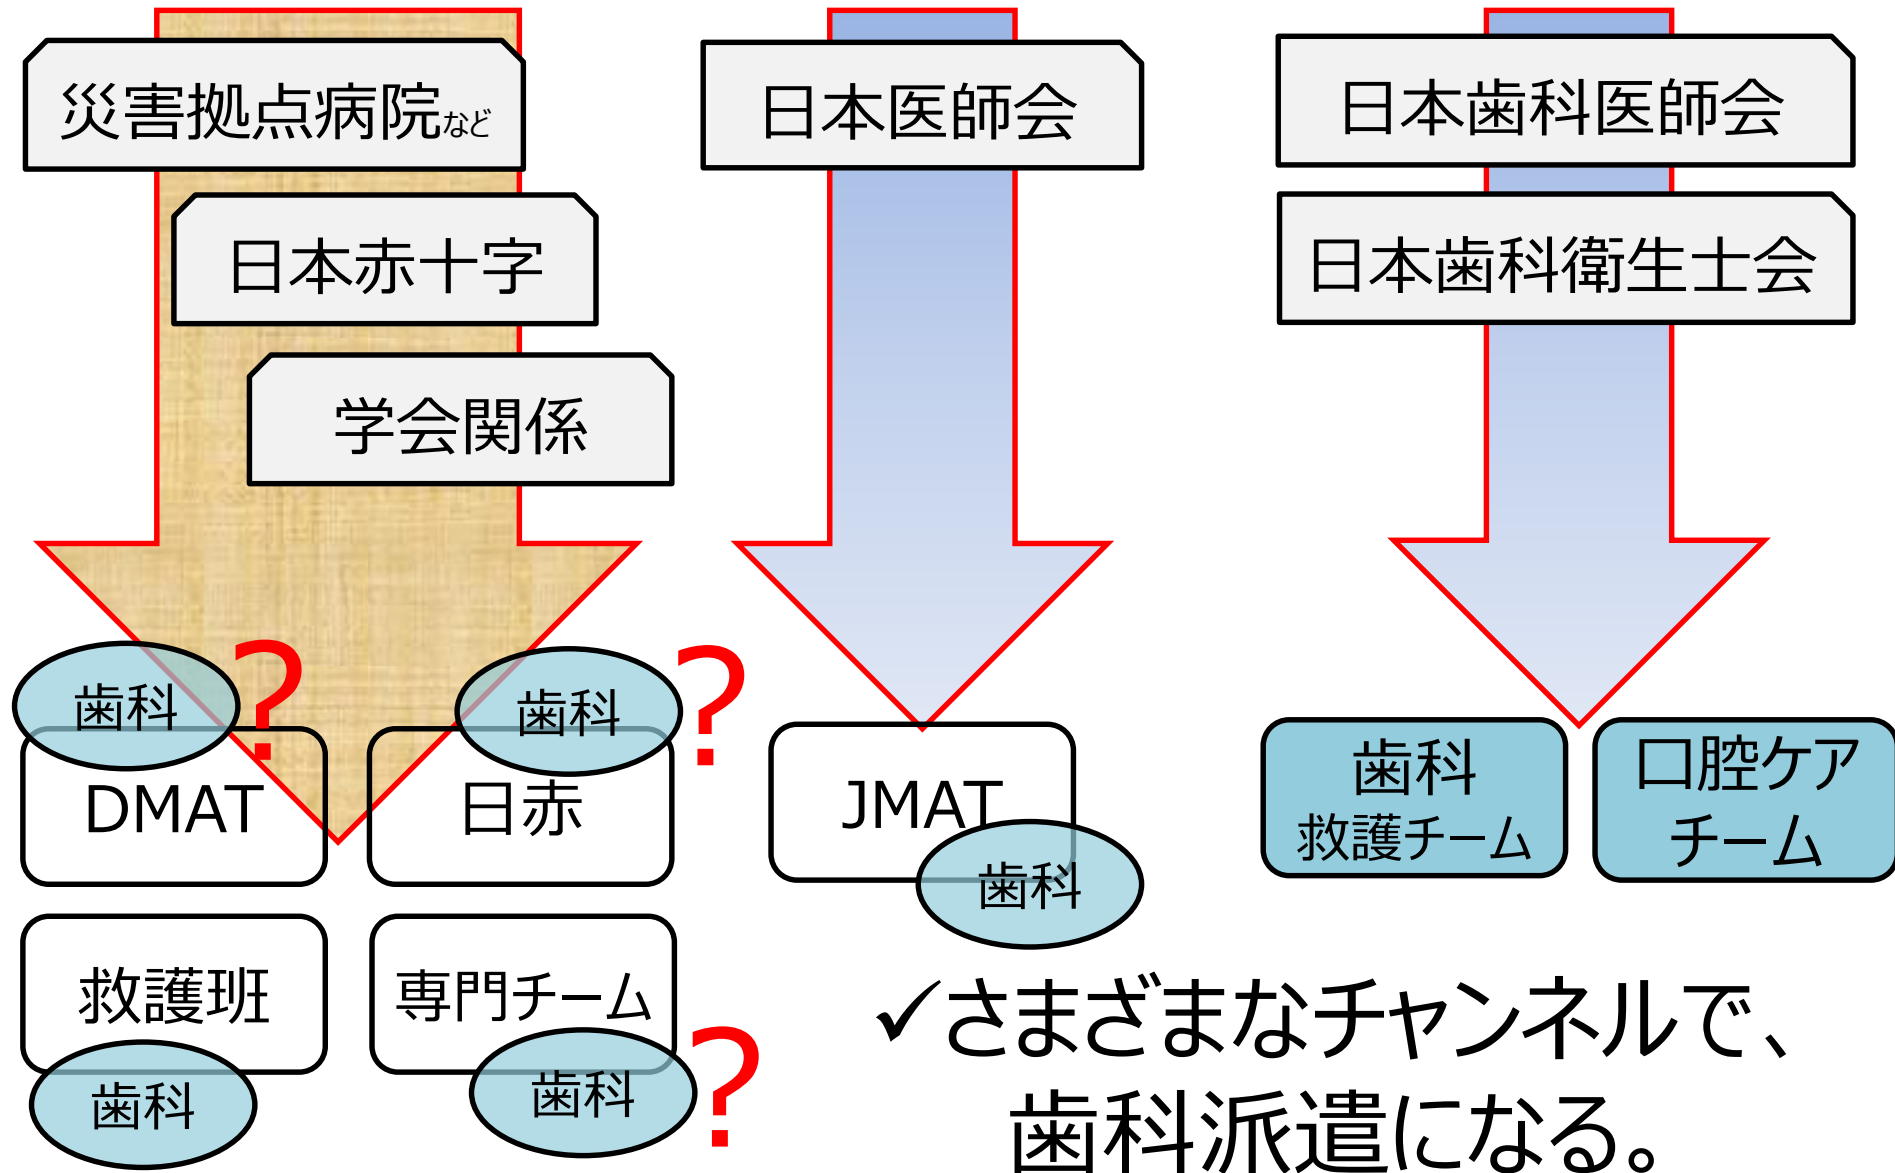 災害拠点病院など
日本赤十字
学会関係
歯科
?
DMAT
歯科
?
日赤
救護班
歯科
専門チーム
歯科
?
日本医師会
JMAT
歯科
日本歯科医師会
日本歯科衛生士会
歯科
救護チーム
口腔ケア
チーム
✓さまざまなチャンネルで、
歯科派遣になる。